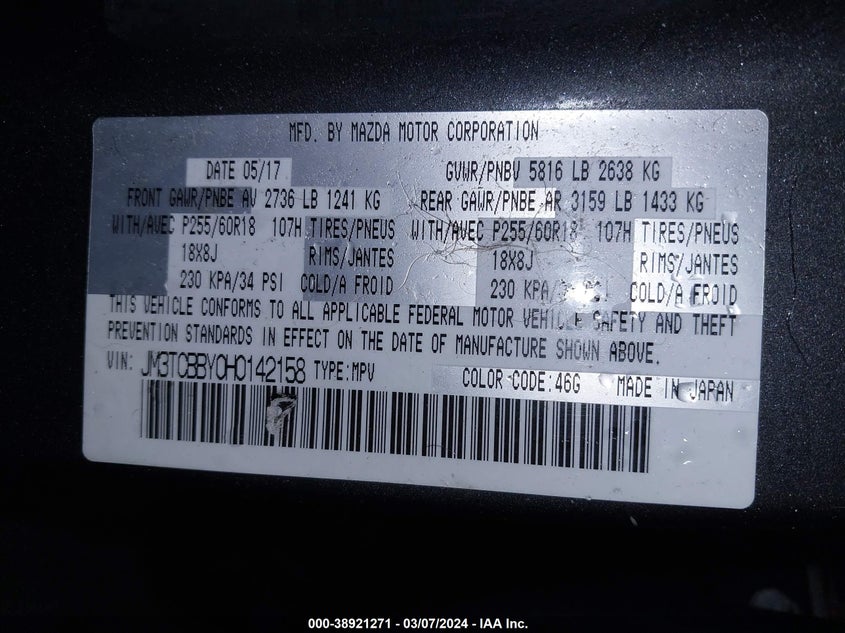 MFD. BY MAZDA MOTOR CORPORATION
DATE 05/17 GVWR/PNBV 5816 LB 2638 KG
FRONT GAWR/PNBE AV 2736 LB 1241 KG REAR GAWR/PNBE AR 3159 LB 1433 KG
WITH/AVEC P255/60R18 107H TIRES/PNEUS WITH/AVEC P255/60R18 107H TIRES/PNEUS
18X8J RIMS/JANTES 18X8J RIMS/JANTES
230 KPA/34 PSI COLD/A FROID 230 KPA/34 PSI COLD/A FROID
THIS VEHICLE CONFORMS TO ALL APPLICABLE FEDERAL MOTOR VEHICLE SAFETY AND THEFT
PREVENTION STANDARDS IN EFFECT ON THE DATE OF MANUFACTURE SHOWN ABOVE.
VIN: JM3TCBBY0H0142158 TYPE:MPV COLOR CODE:46G MADE IN JAPAN
000-38921271 - 03/07/2024 - IAA Inc.